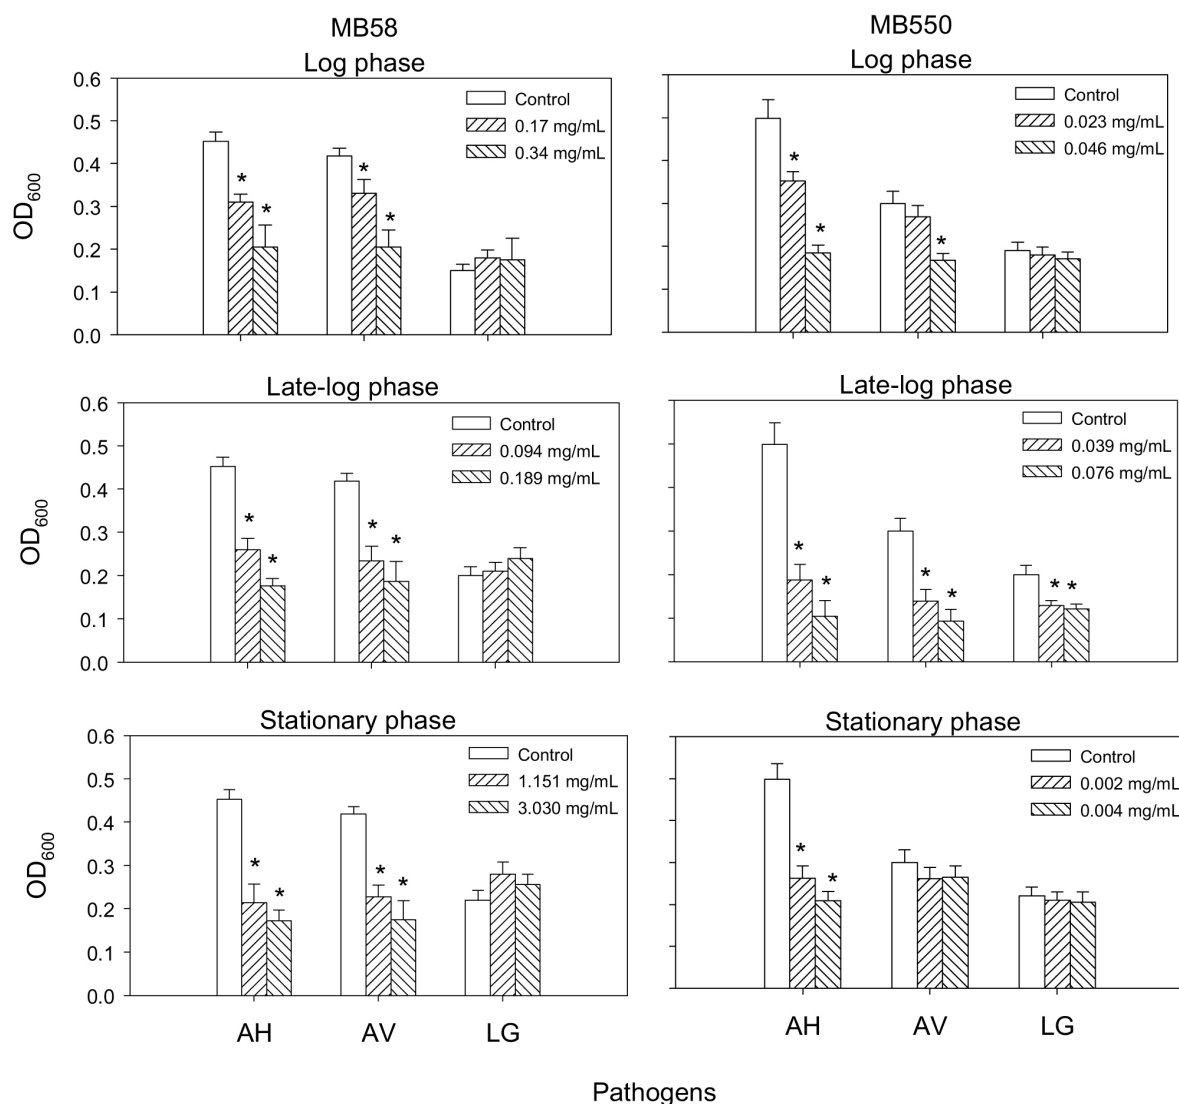 MB58
Log phase
0.6
0.5
0.4
0.3
0.2
0.1
0.0
OD600
Control
0.17 mg/mL
0.34 mg/mL
*
*
*
*
MB550
Log phase
Control
0.023 mg/mL
0.046 mg/mL
*
*
*
Late-log phase
0.6
0.5
0.4
0.3
0.2
0.1
0.0
OD600
Control
0.094 mg/mL
0.189 mg/mL
*
*
*
*
Late-log phase
Control
0.039 mg/mL
0.076 mg/mL
*
*
*
*
*
*
Stationary phase
0.6
0.5
0.4
0.3
0.2
0.1
0.0
OD600
Control
1.151 mg/mL
3.030 mg/mL
*
*
*
*
AH AV LG
Stationary phase
Control
0.002 mg/mL
0.004 mg/mL
*
*
AH AV LG
Pathogens